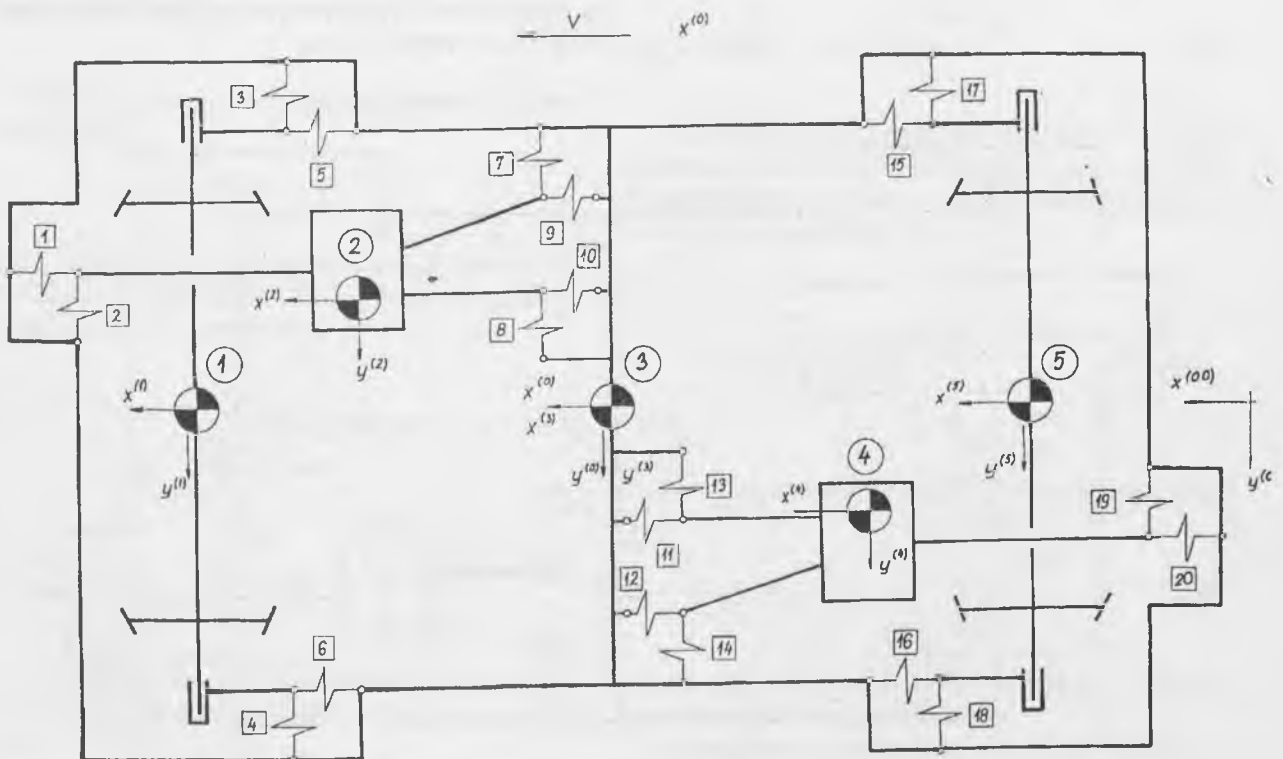 V x^(0)
3
17
5
7
15
9
1
2
10
x^(2)
2
8
y^(2)
1
3
5
x^(1)
x^(0)
x^(3)
x^(5)
x^(00)
y^(1)
y^(0) y^(3)
y^(5)
4
13
x^(4)
19
11
y^(4)
20
12
6
14
16
4
18